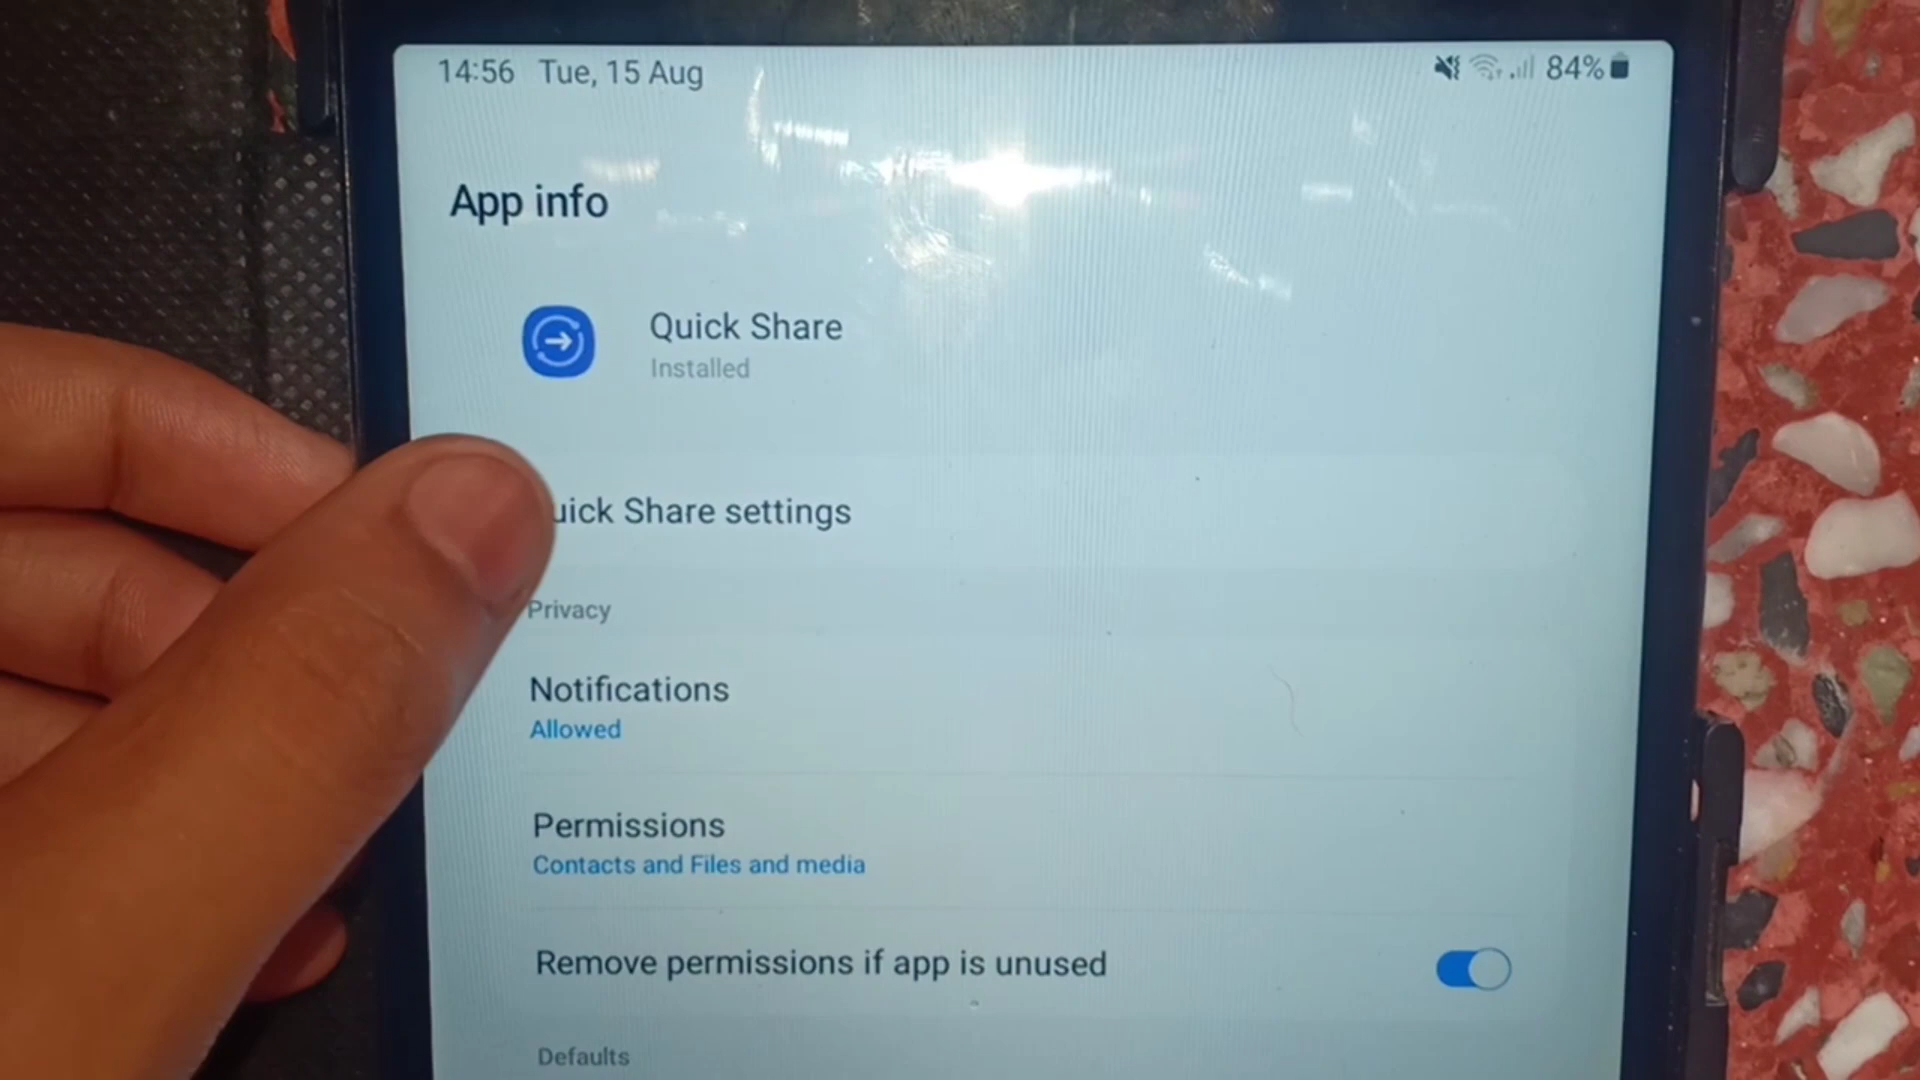 14:56 Tue, 15 Aug 84%
App info
Quick Share
Installed
uick Share settings
Privacy
Notifications
Allowed
Permissions
Contacts and Files and media
Remove permissions if app is unused
Defaults